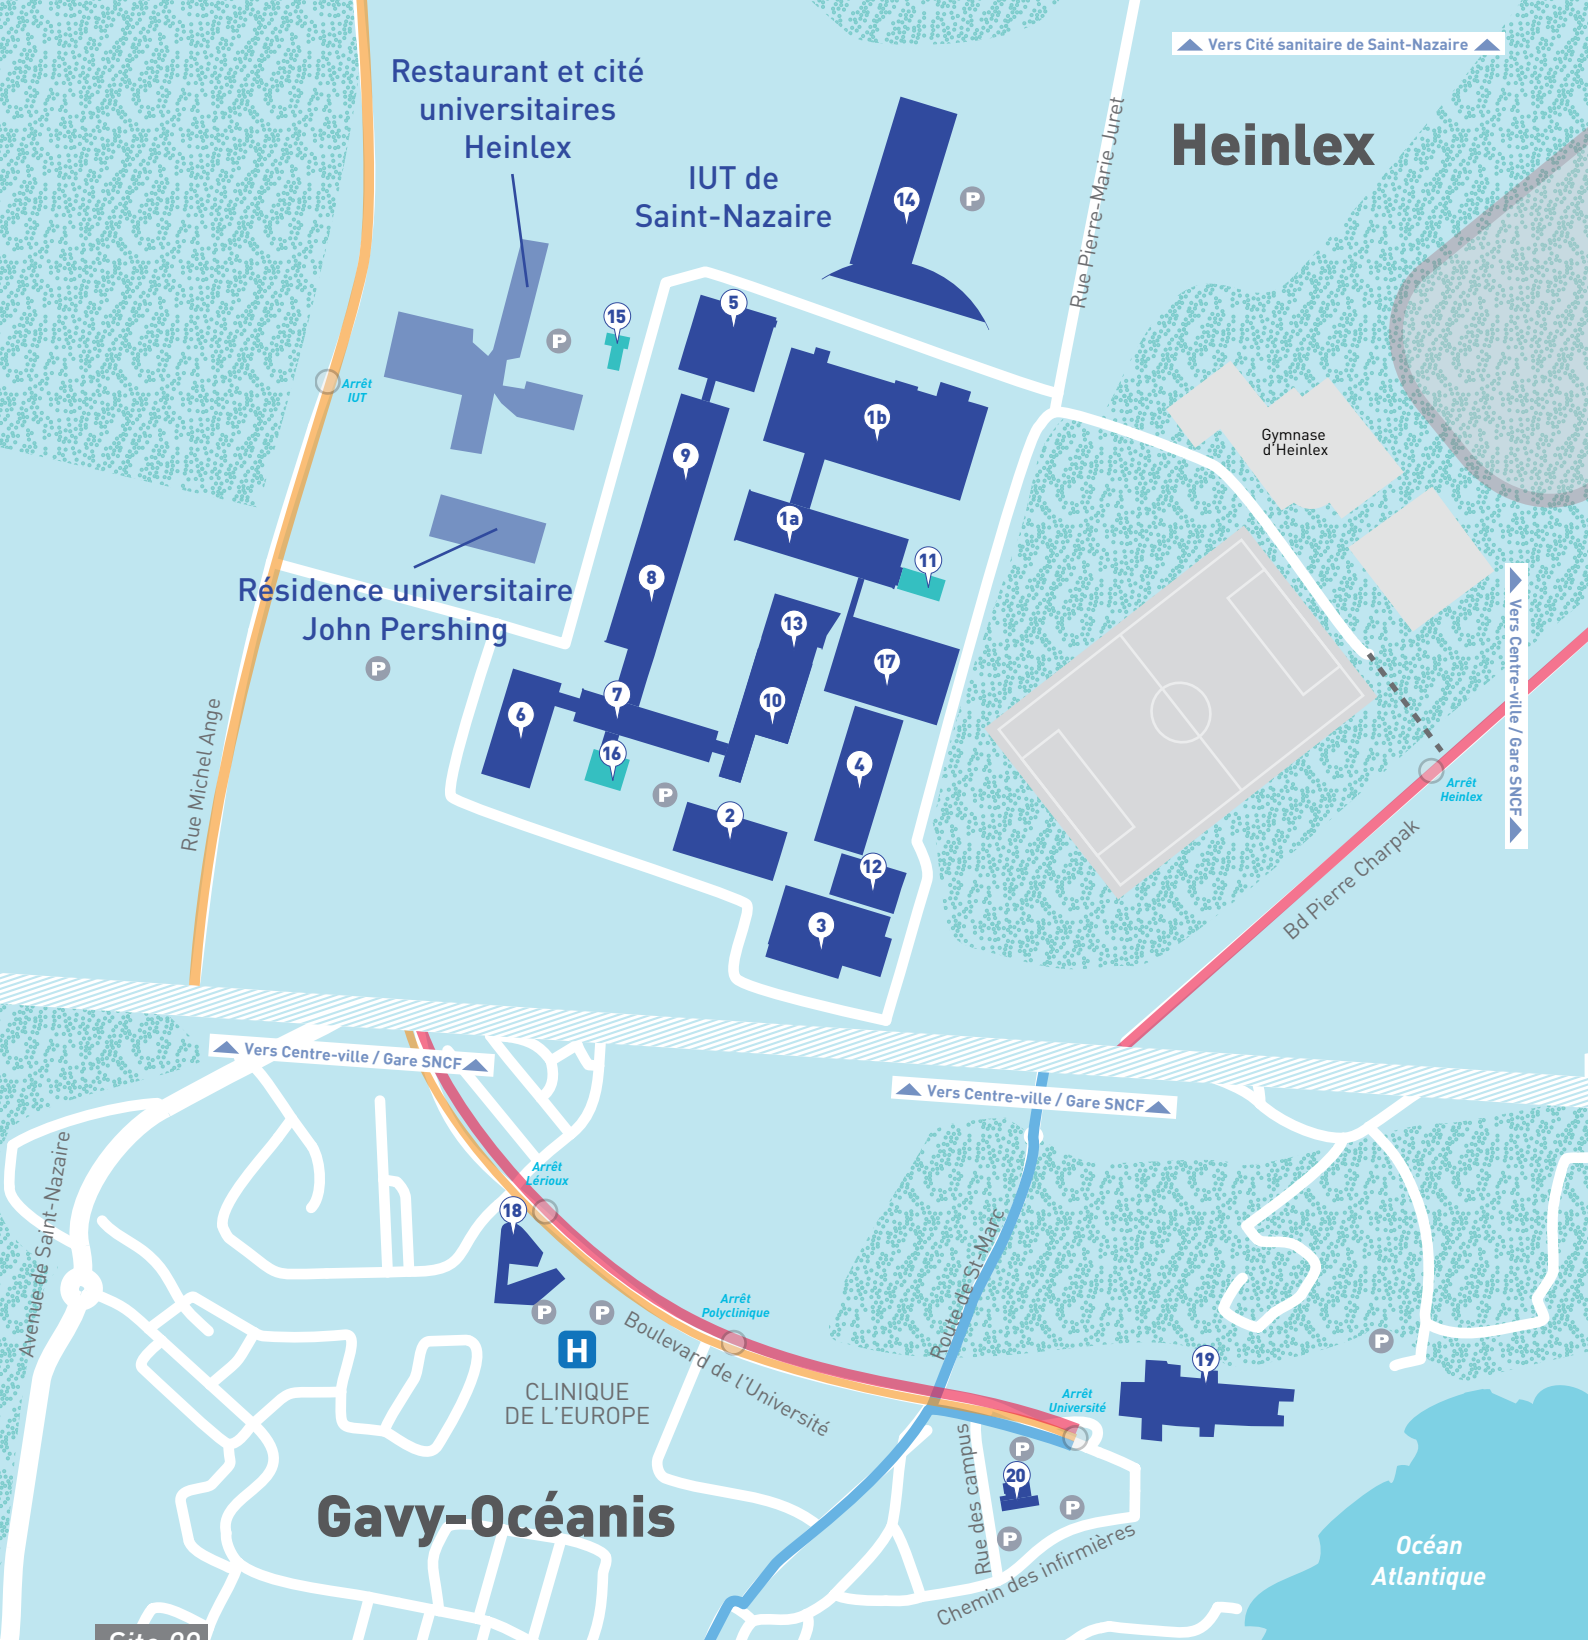 Vers Cité sanitaire de Saint-Nazaire
Restaurant et cité
universitaires
Heinlex
Heinlex
IUT de
Saint-Nazaire
14
P
Rue Pierre-Marie Juret
5
15
P
Arrêt
IUT
1b
Gymnase
d'Heinlex
9
1a
11
8
Résidence universitaire
John Pershing
P
13
17
7
10
6
16
4
P
2
12
3
Rue Michel Ange
Vers Centre-ville / Gare SNCF
Arrêt
Heinlex
Bd Pierre Charpak
Vers Centre-ville / Gare SNCF
Vers Centre-ville / Gare SNCF
Avenue de Saint-Nazaire
Arrêt
Lérioux
18
P
P
Arrêt
Polyclinique
Boulevard de l'Université
H
CLINIQUE
DE L'EUROPE
Route de St-Marc
P
19
Arrêt
Université
P
20
P
P
Rue des campus
Chemin des infirmières
Gavy-Océanis
Océan
Atlantique